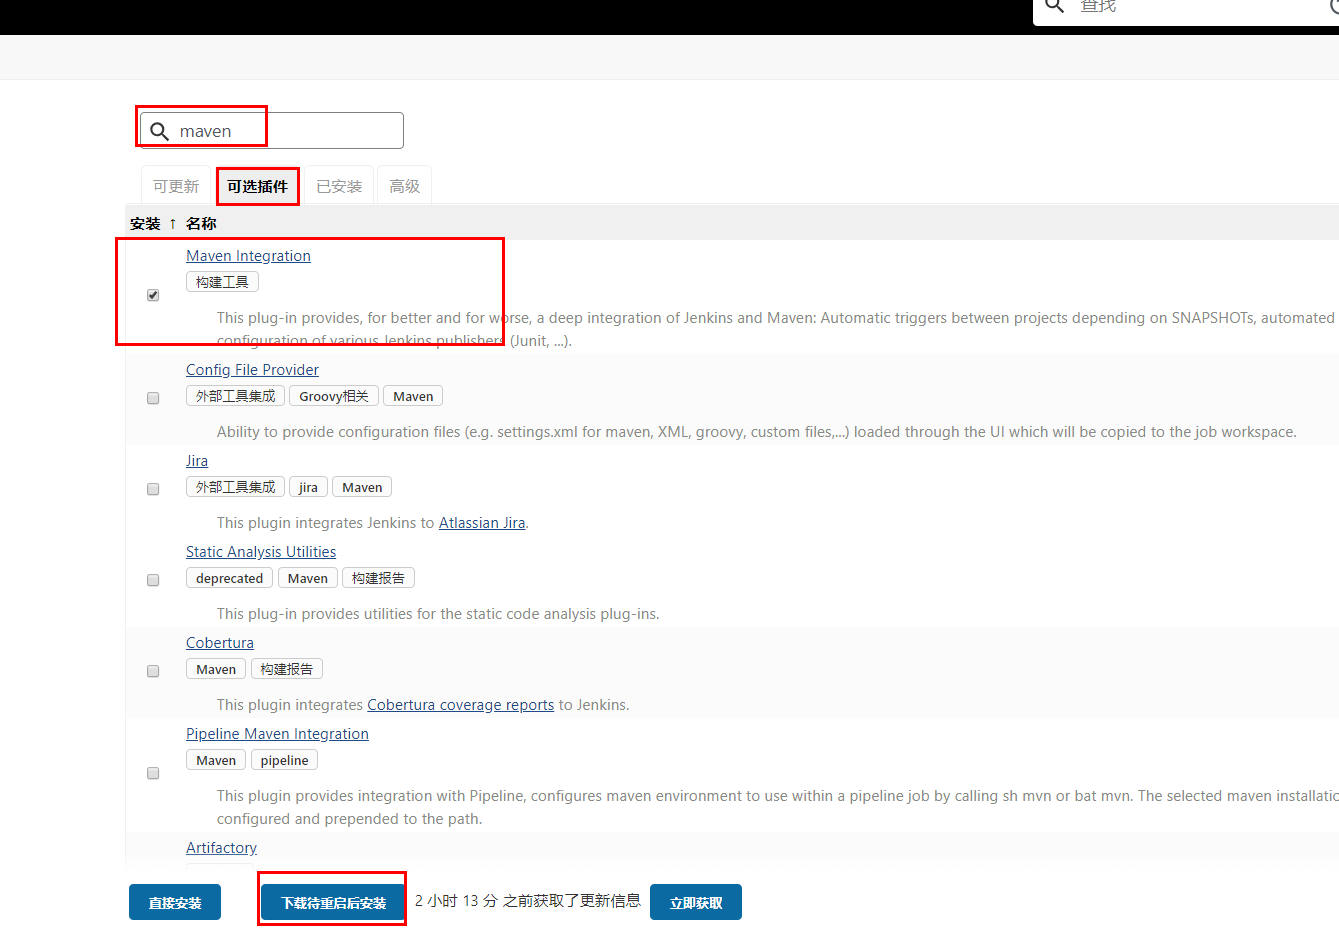 查找
maven
可更新 可选插件 已安装 高级
安装 ↑ 名称
Maven Integration
构建工具
This plug-in provides, for better and for worse, a deep integration of Jenkins and Maven: Automatic triggers between projects depending on SNAPSHOTs, automated
configuration of various Jenkins publishers (Junit, ...).
Config File Provider
外部工具集成 Groovy相关 Maven
Ability to provide configuration files (e.g. settings.xml for maven, XML, groovy, custom files,...) loaded through the UI which will be copied to the job workspace.
Jira
外部工具集成 jira Maven
This plugin integrates Jenkins to Atlassian Jira.
Static Analysis Utilities
deprecated Maven 构建报告
This plug-in provides utilities for the static code analysis plug-ins.
Cobertura
Maven 构建报告
This plugin integrates Cobertura coverage reports to Jenkins.
Pipeline Maven Integration
Maven pipeline
This plugin provides integration with Pipeline, configures maven environment to use within a pipeline job by calling sh mvn or bat mvn. The selected maven
configured and prepended to the path.
Artifactory
直接安装 下载待重启后安装 2 小时 13 分 之前获取了更新信息 立即获取